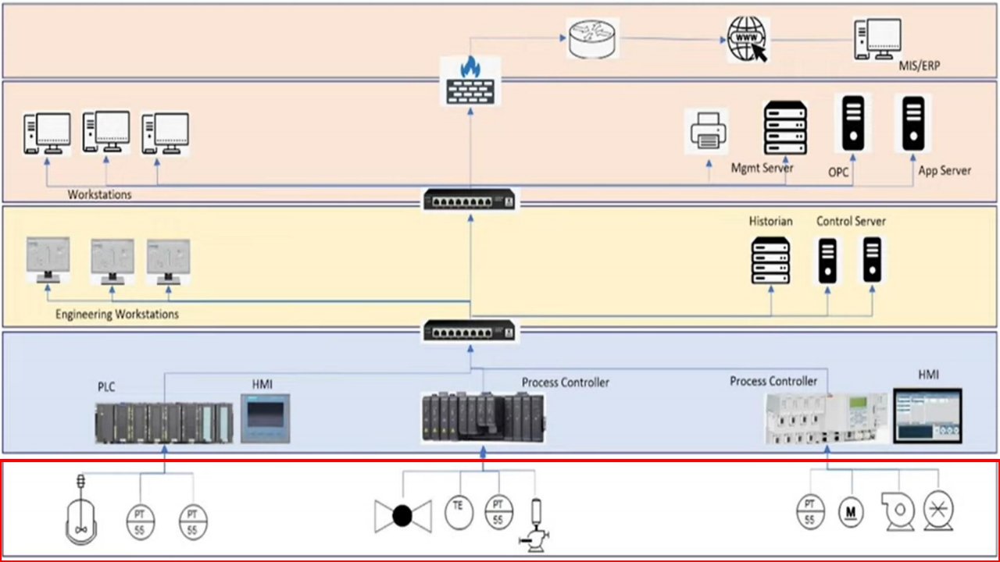 WWW
MIS/ERP
Workstations
Mgmt Server
OPC
App Server
Historian
Control Server
Engineering Workstations
PLC
HMI
Process Controller
Process Controller
HMI
PT
55
PT
55
TE
PT
55
PT
55
M